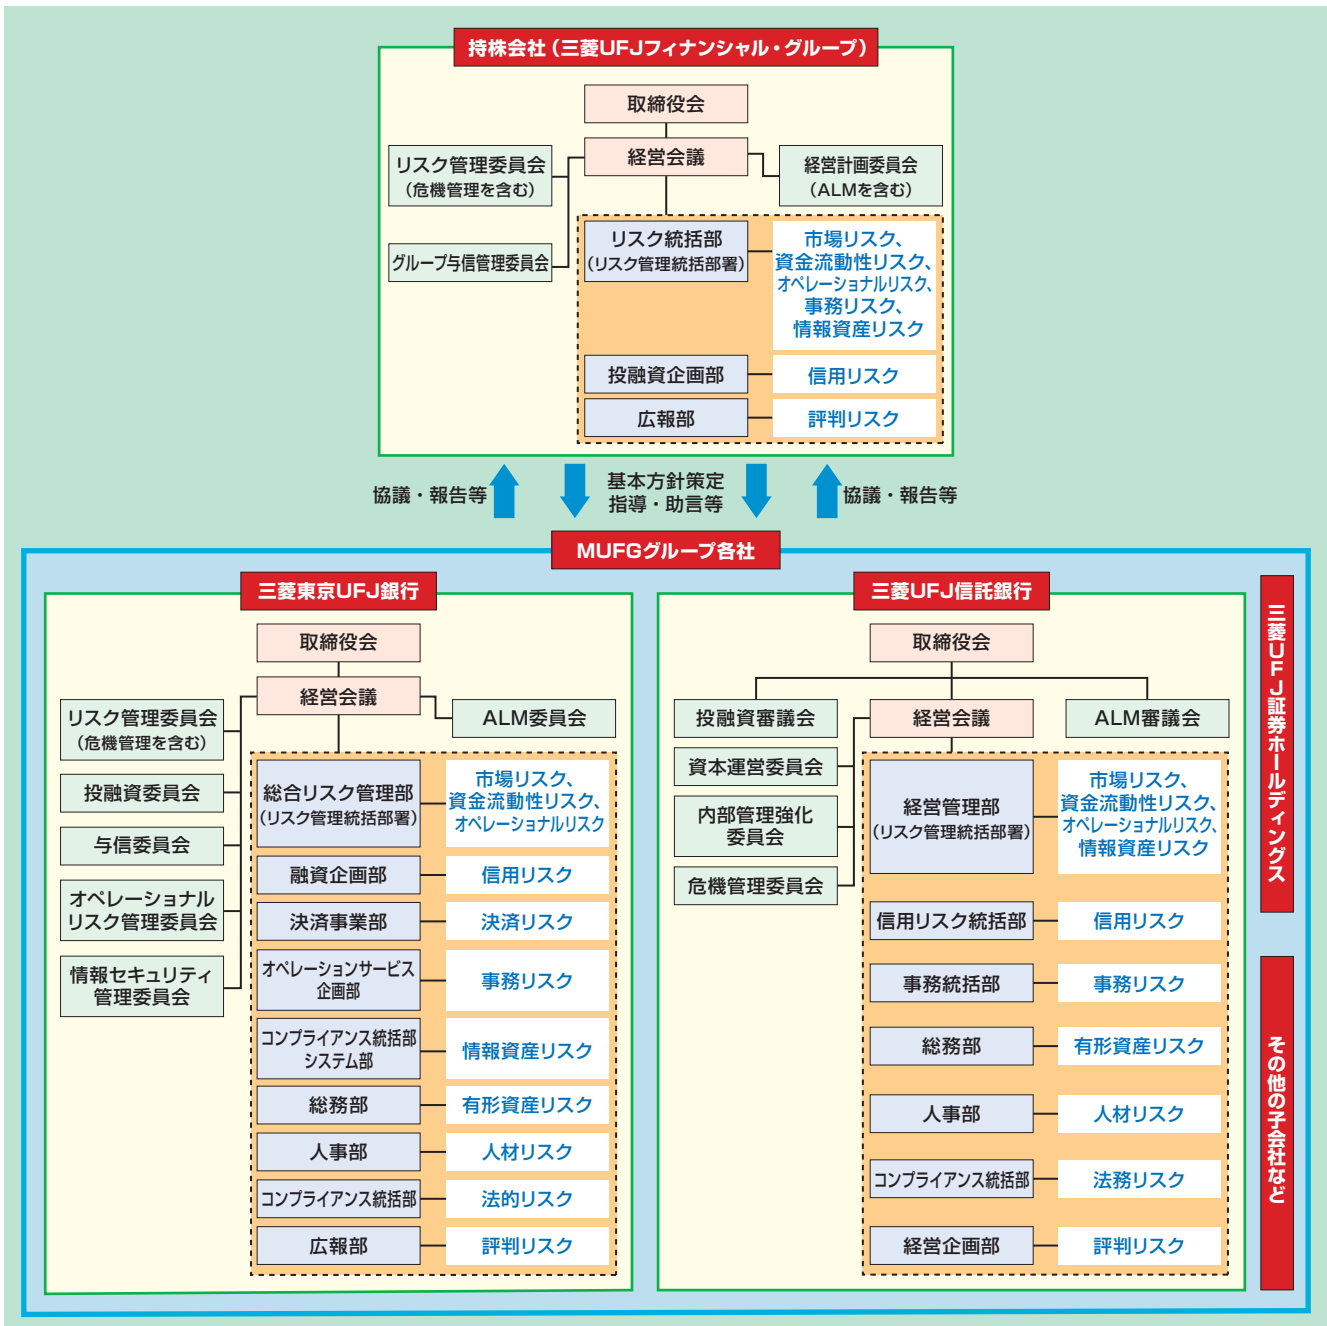 持株会社（三菱UFJフィナンシャル・グループ）
取締役会
経営会議
リスク管理委員会
（危機管理を含む）
経営計画委員会
（ALMを含む）
グループ与信管理委員会
リスク統括部
（リスク管理統括部署）
市場リスク、
資金流動性リスク、
オペレーショナルリスク、
事務リスク、
情報資産リスク
投融資企画部
信用リスク
広報部
評判リスク
協議・報告等
基本方針策定
指導・助言等
協議・報告等
MUFGグループ各社
三菱東京UFJ銀行
取締役会
経営会議
リスク管理委員会
（危機管理を含む）
ALM委員会
投融資委員会
与信委員会
オペレーショナル
リスク管理委員会
情報セキュリティ
管理委員会
総合リスク管理部
（リスク管理統括部署）
市場リスク、
資金流動性リスク、
オペレーショナルリスク
融資企画部
信用リスク
決済事業部
決済リスク
オペレーションサービス
企画部
事務リスク
コンプライアンス統括部
システム部
情報資産リスク
総務部
有形資産リスク
人事部
人材リスク
コンプライアンス統括部
法的リスク
広報部
評判リスク
三菱UFJ信託銀行
取締役会
投融資審議会
経営会議
ALM審議会
資本運営委員会
内部管理強化
委員会
危機管理委員会
経営管理部
（リスク管理統括部署）
市場リスク、
資金流動性リスク、
オペレーショナルリスク、
情報資産リスク
信用リスク統括部
信用リスク
事務統括部
事務リスク
総務部
有形資産リスク
人事部
人材リスク
コンプライアンス統括部
法務リスク
経営企画部
評判リスク
三菱UFJ証券ホールディングス
その他の子会社など